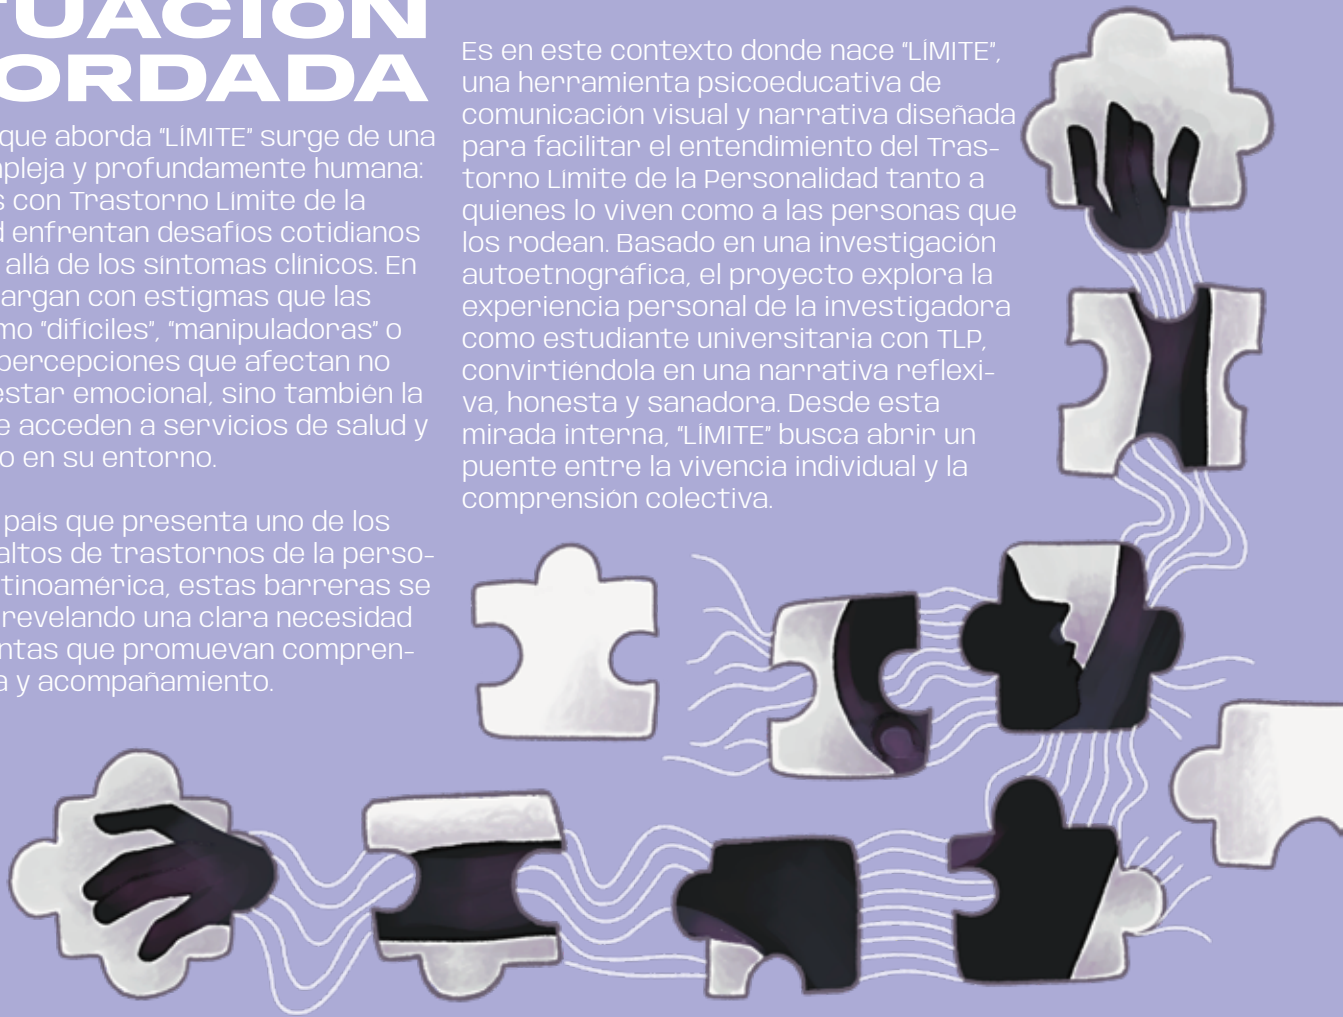 TUACIÓN
ORDADA
que aborda "LÍMITE" surge de una
pleja y profundamente humana:
s con Trastorno Límite de la
d enfrentan desafíos cotidianos
allá de los síntomas clínicos. En
argan con estigmas que las
mo "difíciles", "manipuladoras" o
percepciones que afectan no
estar emocional, sino también la
e acceden a servicios de salud y
o en su entorno.
país que presenta uno de los
altos de trastornos de la perso-
tinoamérica, estas barreras se
revelando una clara necesidad
ntas que promuevan compren-
a y acompañamiento.
Es en este contexto donde nace "LÍMITE",
una herramienta psicoeducativa de
comunicación visual y narrativa diseñada
para facilitar el entendimiento del Tras-
torno Límite de la Personalidad tanto a
quienes lo viven como a las personas que
los rodean. Basado en una investigación
autoetnográfica, el proyecto explora la
experiencia personal de la investigadora
como estudiante universitaria con TLP,
convirtiéndola en una narrativa reflexi-
va, honesta y sanadora. Desde esta
mirada interna, "LÍMITE" busca abrir un
puente entre la vivencia individual y la
comprensión colectiva.